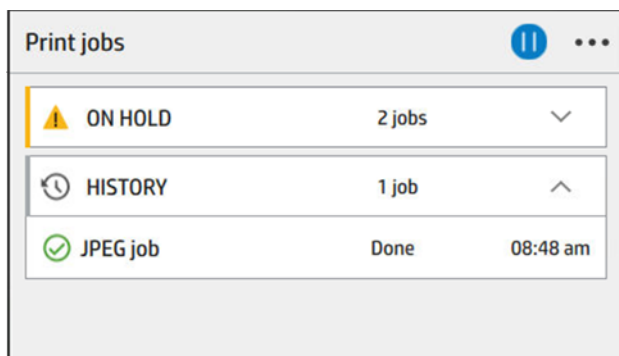 Print jobs
ON HOLD 2 jobs
HISTORY 1 job
JPEG job Done 08:48 am